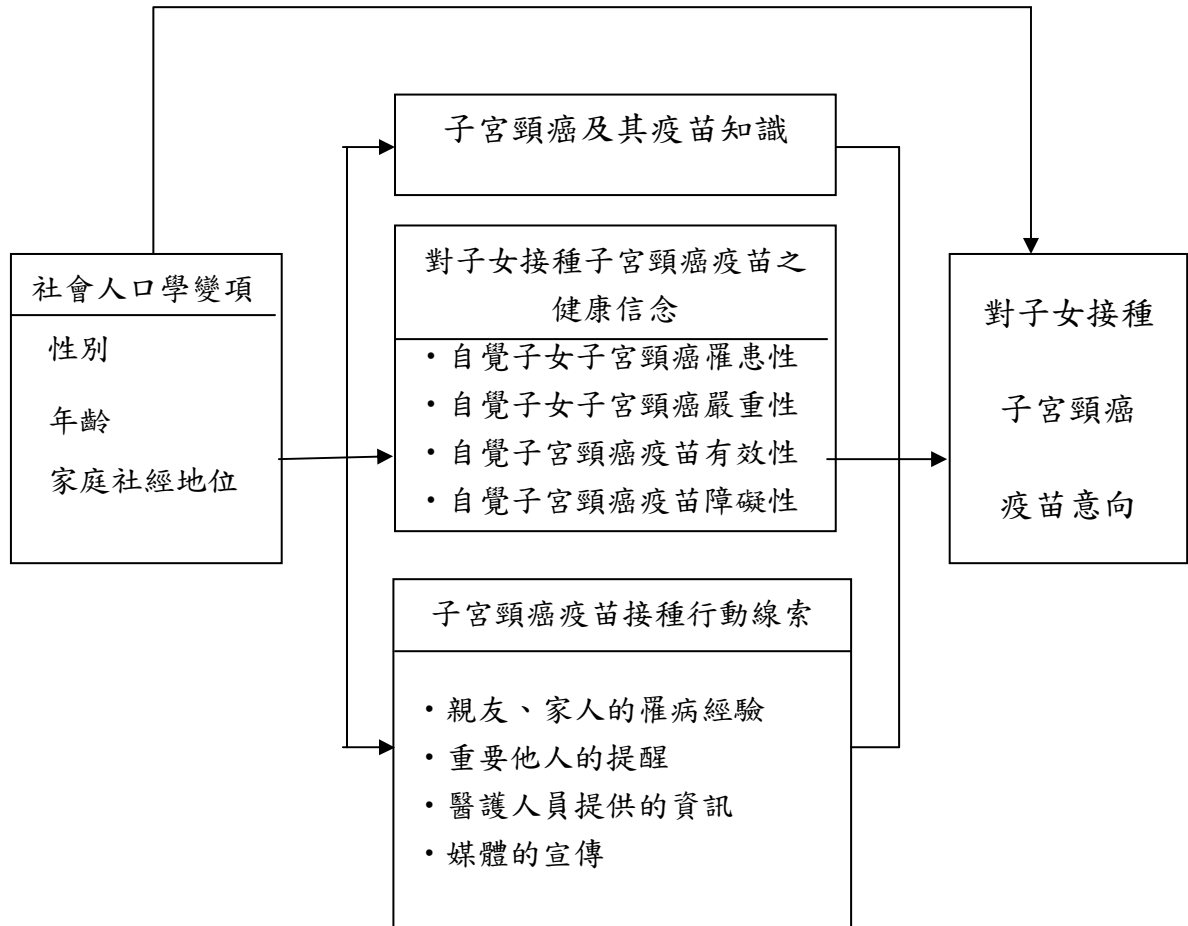 子宮頸癌及其疫苗知識
社會人口學變項
性別
年齡
家庭社經地位
對子女接種子宮頸癌疫苗之
健康信念
・自覺子女子宮頸癌罹患性
・自覺子女子宮頸癌嚴重性
・自覺子宮頸癌疫苗有效性
・自覺子宮頸癌疫苗障礙性
子宮頸癌疫苗接種行動線索
・親友、家人的罹病經驗
・重要他人的提醒
・醫護人員提供的資訊
・媒體的宣傳
對子女接種
子宮頸癌
疫苗意向